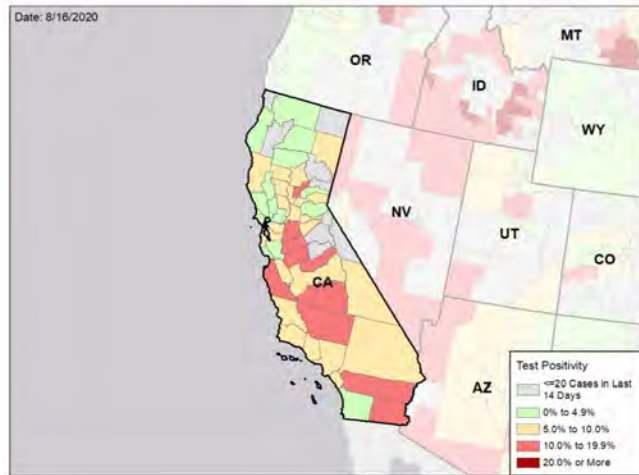 Date: 8/16/2020
MT
OR
ID
WY
NV
UT
CO
CA
AZ
Test Positivity
<=20 Cases in Last
14 Days
0% to 4.9%
5.0% to 10.0%
10.0% to 19.9%
20.0% or More